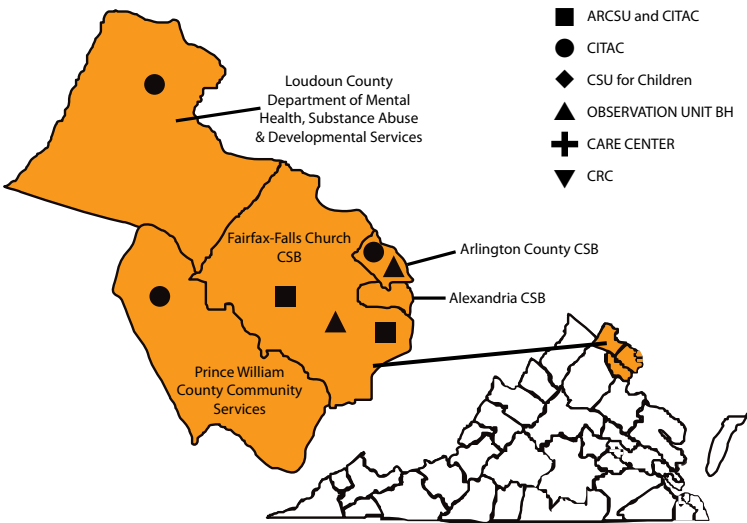 ARCSU and CITAC
CITAC
CSU for Children
OBSERVATION UNIT BH
CARE CENTER
CRC
Loudoun County
Department of Mental
Health, Substance Abuse
& Developmental Services
Fairfax-Falls Church
CSB
Arlington County CSB
Alexandria CSB
Prince William
County Community
Services